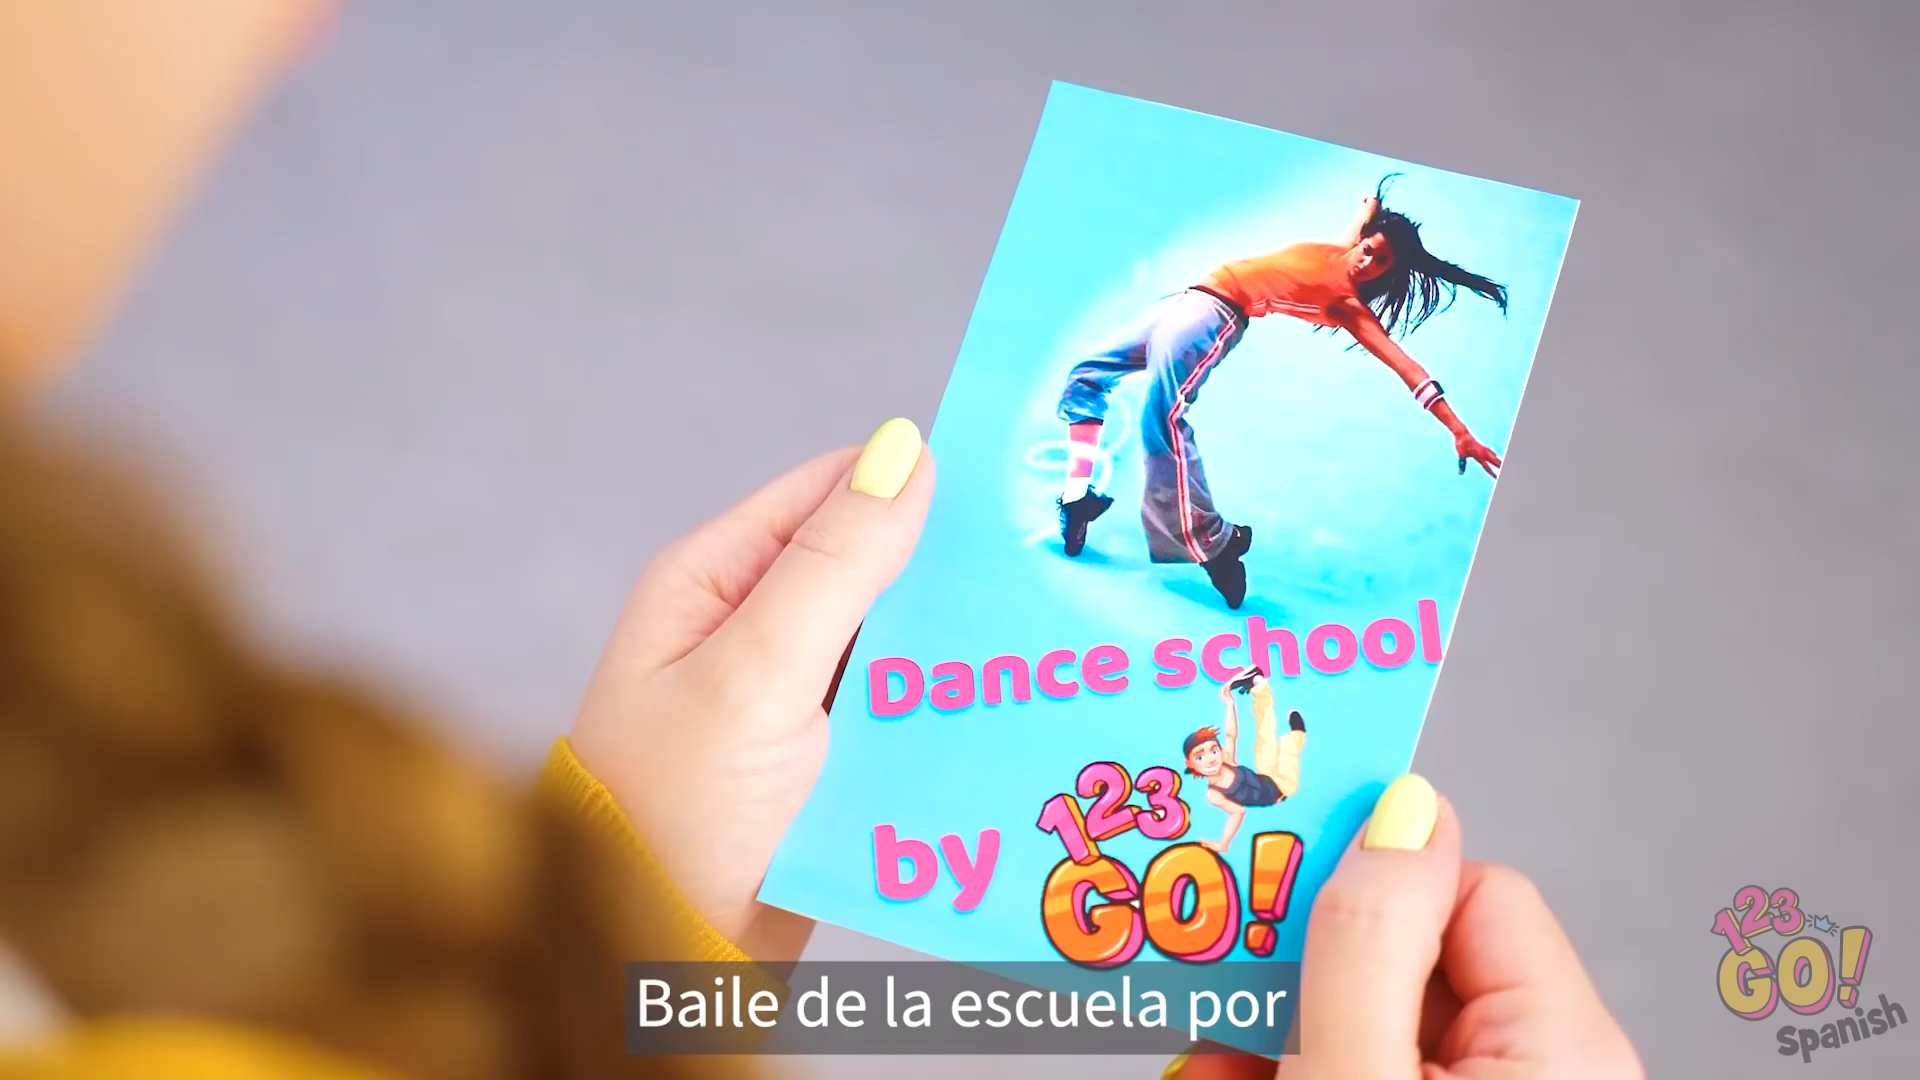 Dance school
by 123 GO!
Baile de la escuela por
123 GO!
Spanish